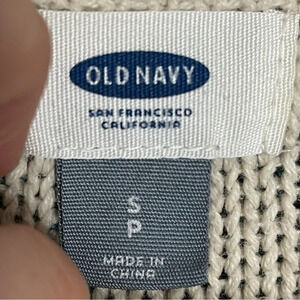 OLD NAVY
SAN FRANCISCO
CALIFORNIA
S
P
MADE IN
CHINA